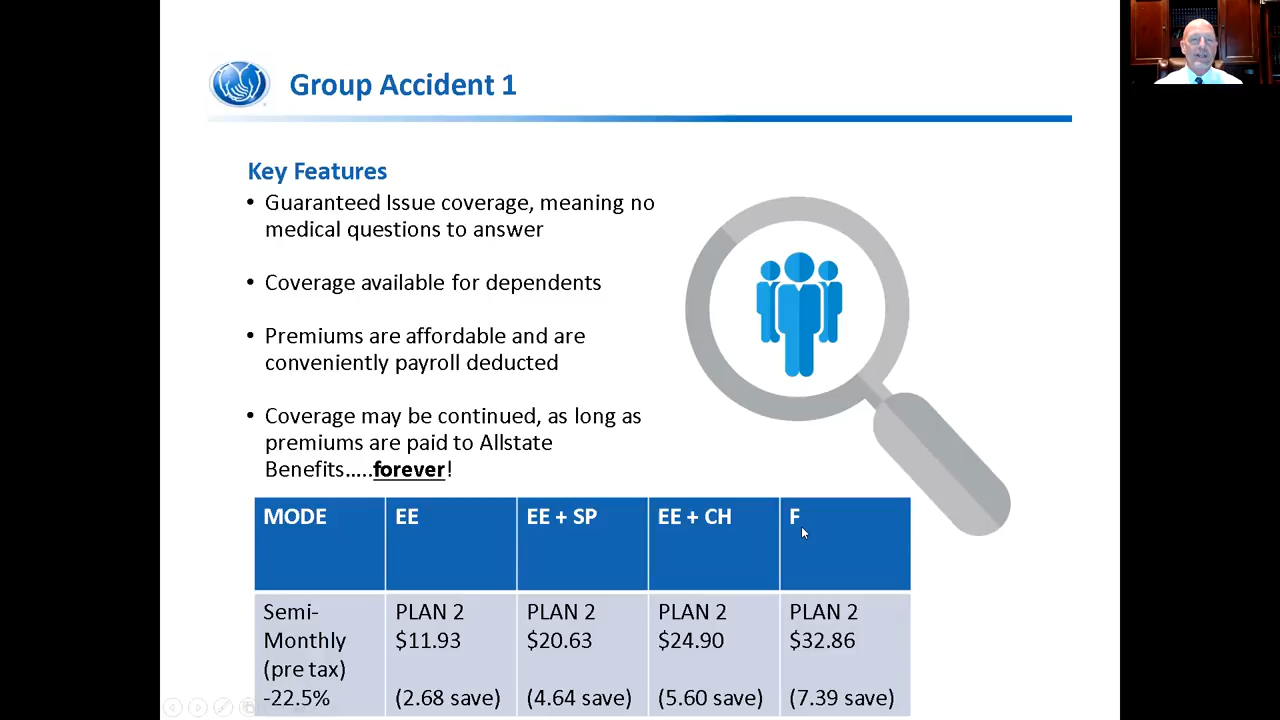 Group Accident 1
Key Features
• Guaranteed Issue coverage, meaning no
medical questions to answer
• Coverage available for dependents
• Premiums are affordable and are
conveniently payroll deducted
• Coverage may be continued, as long as
premiums are paid to Allstate
Benefits.....forever!
MODE EE EE + SP EE + CH F
Semi- PLAN 2 PLAN 2 PLAN 2 PLAN 2
Monthly $11.93 $20.63 $24.90 $32.86
(pre tax)
-22.5% (2.68 save) (4.64 save) (5.60 save) (7.39 save)